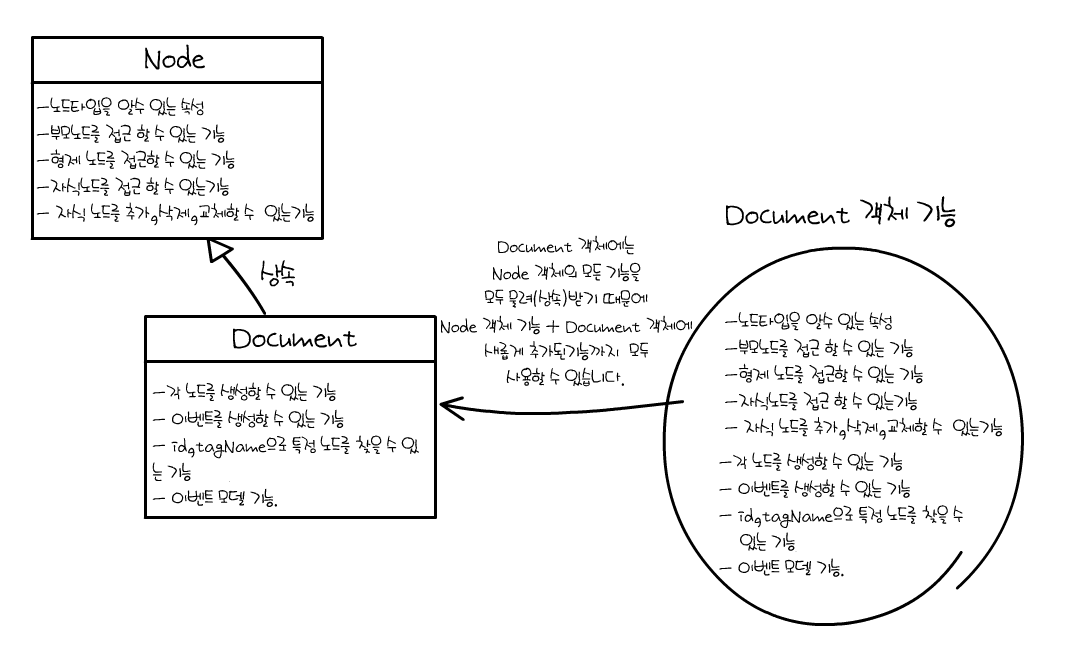 Node
-노드타입을 알수 있는 속성
-부모노드를 접근 할 수 있는 기능
-형제 노드를 접근할 수 있는 기능
-자식노드를 접근 할 수 있는기능
- 자식 노드를 추가,삭제,교체할 수 있는기능
상속
Document
-각 노드를 생성할 수 있는 기능
- 이벤트를 생성할 수 있는 기능
- id,tagName으로 특정 노드를 찾을 수 있
는 기능
- 이벤트 모델 기능.
Document 객체에는
Node 객체의 모든 기능을
모두 물려(상속)받기 때문에
Node 객체 기능 + Document 객체에
새롭게 추가된기능까지 모두
사용할 수 있습니다.
Document 객체 기능
-노드타입을 알수 있는 속성
-부모노드를 접근 할 수 있는 기능
-형제 노드를 접근할 수 있는 기능
-자식노드를 접근 할 수 있는기능
- 자식 노드를 추가,삭제,교체할 수 있는기능
-각 노드를 생성할 수 있는 기능
- 이벤트를 생성할 수 있는 기능
- id,tagName으로 특정 노드를 찾을 수
있는 기능
- 이벤트 모델 기능.